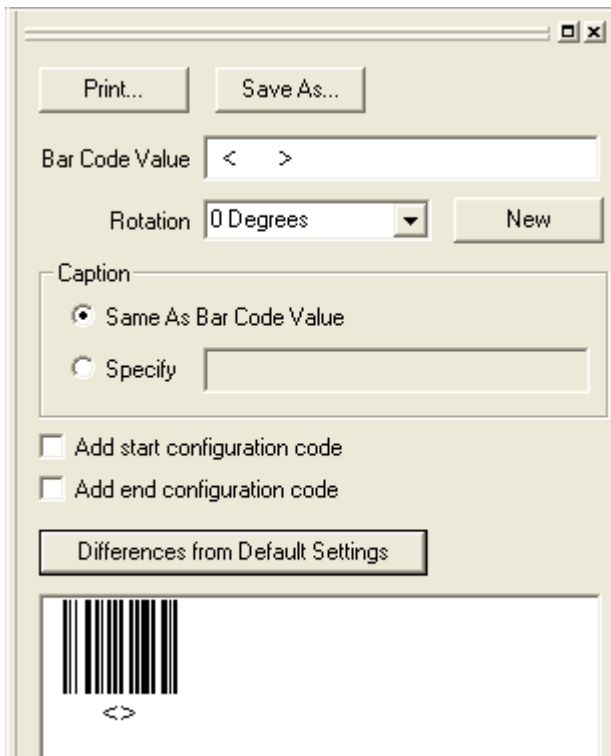 Print... Save As...
Bar Code Value < >
Rotation 0 Degrees New
Caption
Same As Bar Code Value
Specify
Add start configuration code
Add end configuration code
Differences from Default Settings
<>